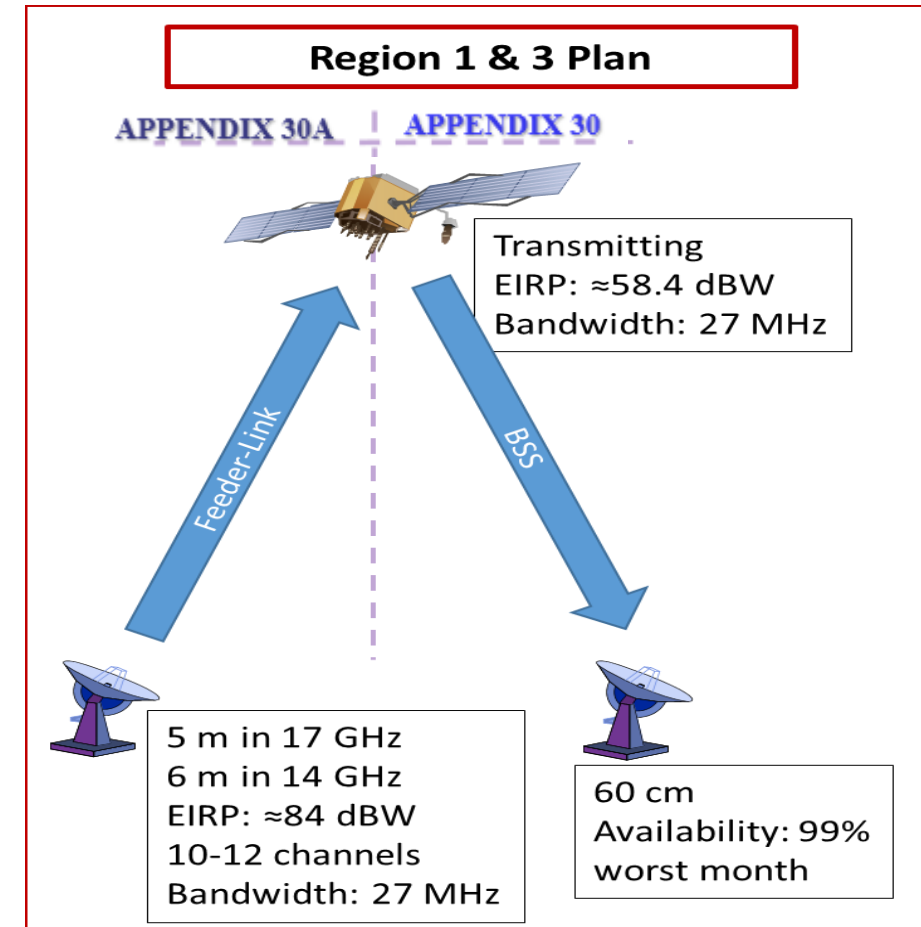 Region 1 & 3 Plan
APPENDIX 30A
APPENDIX 30
Transmitting
EIRP: ≈58.4 dBW
Bandwidth: 27 MHz
Feeder-Link
BSS
5 m in 17 GHz
6 m in 14 GHz
EIRP: ≈84 dBW
10-12 channels
Bandwidth: 27 MHz
60 cm
Availability: 99%
worst month